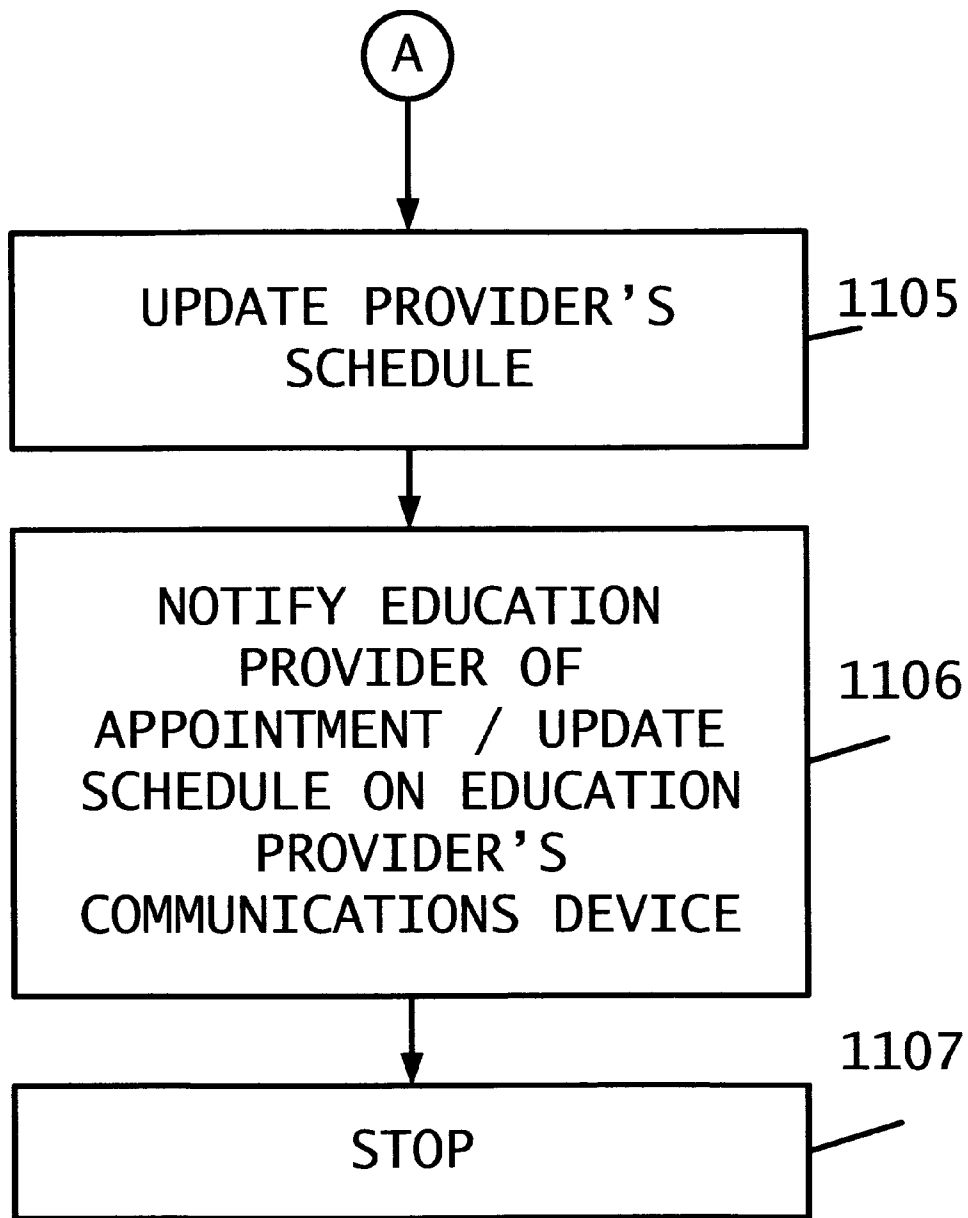 A
UPDATE PROVIDER'S
SCHEDULE
1105
NOTIFY EDUCATION
PROVIDER OF
APPOINTMENT / UPDATE
SCHEDULE ON EDUCATION
PROVIDER'S
COMMUNICATIONS DEVICE
1106
STOP
1107